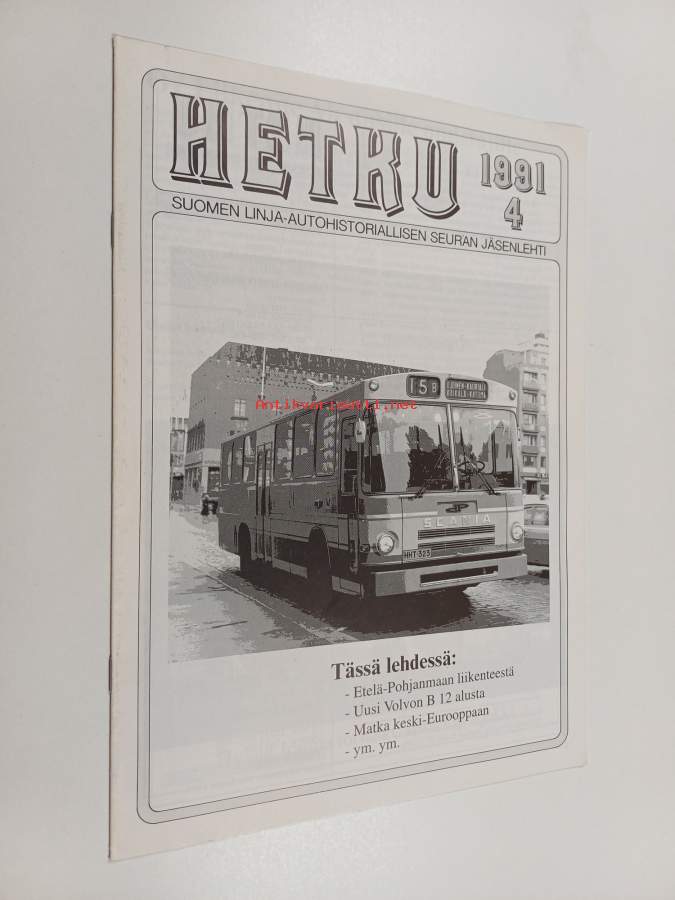 HETKU
1991
4
SUOMEN LINJA-AUTOHISTORIALLISEN SEURAN JÄSENLEHTI
15B
Antikvariaatti.net
SCANIA
HHT-323
Tässä lehdessä:
- Etelä-Pohjanmaan liikenteestä
- Uusi Volvon B 12 alusta
- Matka keski-Eurooppaan
- ym. ym.